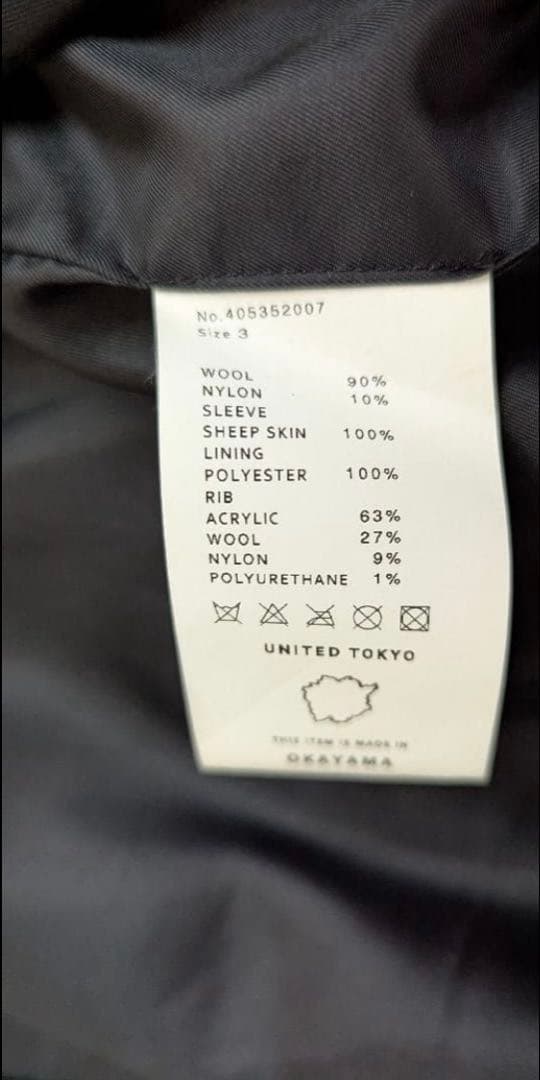 No.405352007
Size 3
WOOL 90%
NYLON 10%
SLEEVE
SHEEP SKIN 100%
LINING
POLYESTER 100%
RIB
ACRYLIC 63%
WOOL 27%
NYLON 9%
POLYURETHANE 1%
UNITED TOKYO
THIS ITEM IS MADE IN
OKAYAMA